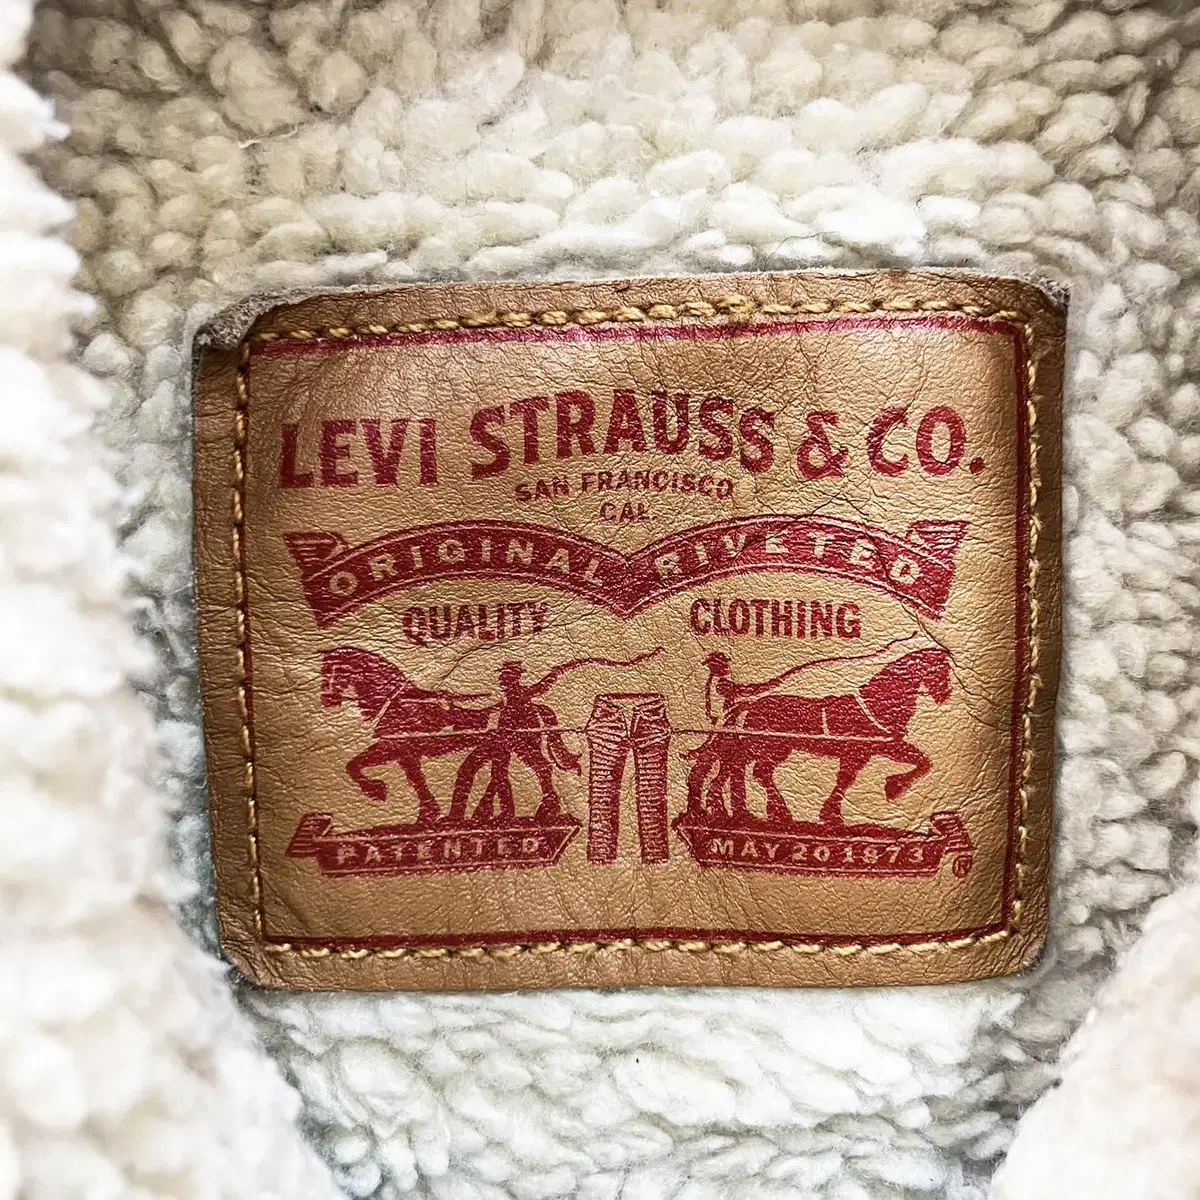 LEVI STRAUSS & CO.
SAN FRANCISCO
CAL.
ORIGINAL RIVETED
QUALITY CLOTHING
PATENTED MAY 20 1873 ®